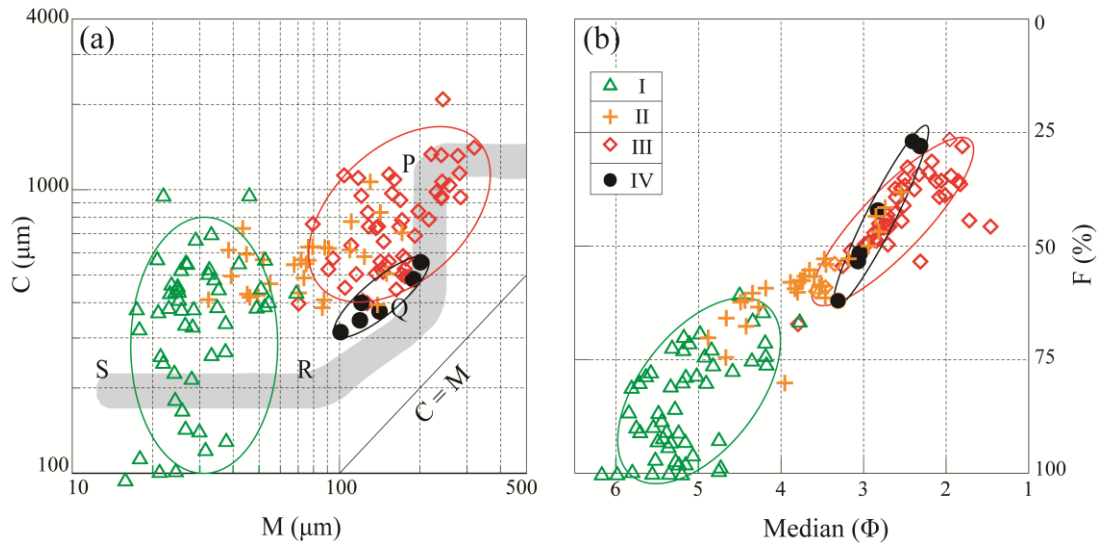 4000
(a)
1000
100
C (μm)
P
Q
R
S
C = M
10
100
500
M (μm)
(b)
I
II
III
IV
0
25
50
75
100
F (%)
6
5
4
3
2
1
Median (Φ)